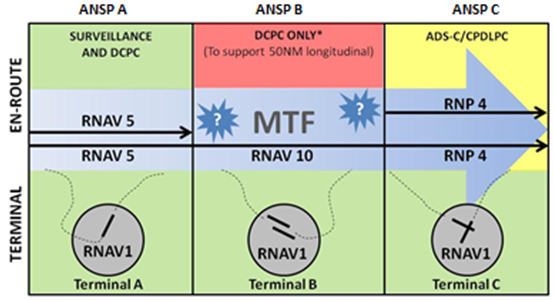 ANSP A
ANSP B
ANSP C
SURVEILLANCE
AND DCPC
DCPC ONLY*
(To support 50NM longitudinal)
ADS-C/CPDLPC
EN-ROUTE
RNAV 5
?
MTF
?
RNP 4
RNAV 5
RNAV 10
RNP 4
TERMINAL
RNAV1
RNAV1
RNAV1
Terminal A
Terminal B
Terminal C